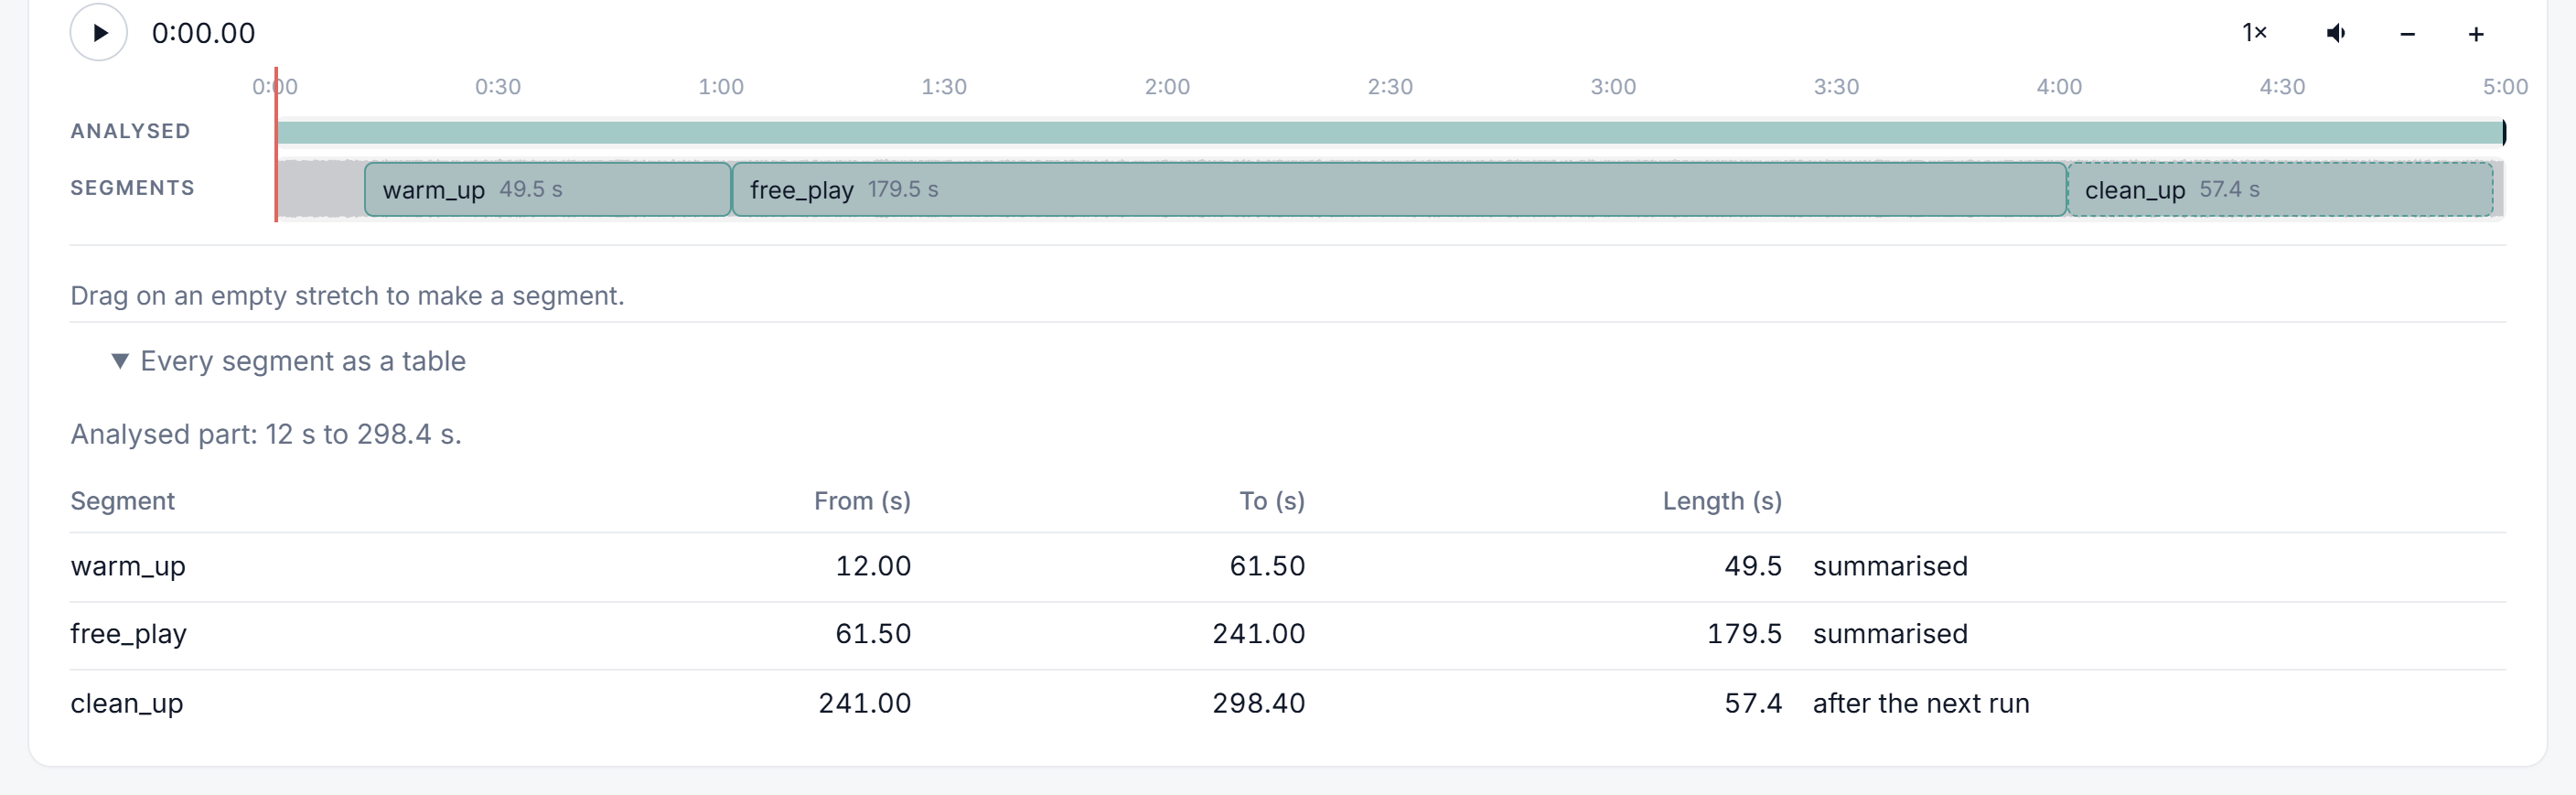 0:00.00 1× − +
0:00 0:30 1:00 1:30 2:00 2:30 3:00 3:30 4:00 4:30 5:00
ANALYSED
SEGMENTS warm_up 49.5 s free_play 179.5 s clean_up 57.4 s
Drag on an empty stretch to make a segment.
▼ Every segment as a table
Analysed part: 12 s to 298.4 s.
Segment From (s) To (s) Length (s)
warm_up 12.00 61.50 49.5 summarised
free_play 61.50 241.00 179.5 summarised
clean_up 241.00 298.40 57.4 after the next run